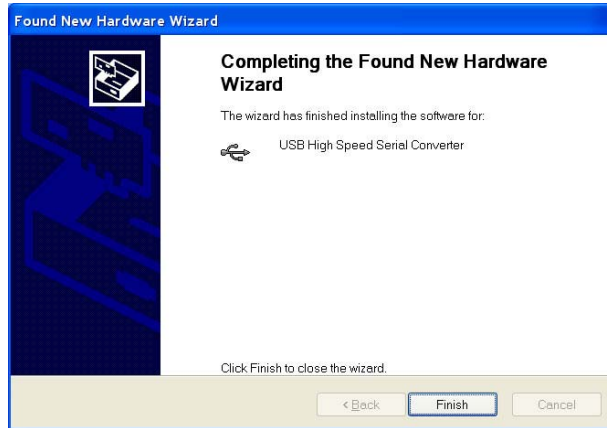 Found New Hardware Wizard
Completing the Found New Hardware
Wizard
The wizard has finished installing the software for:
USB High Speed Serial Converter
Click Finish to close the wizard.
< Back
Finish
Cancel